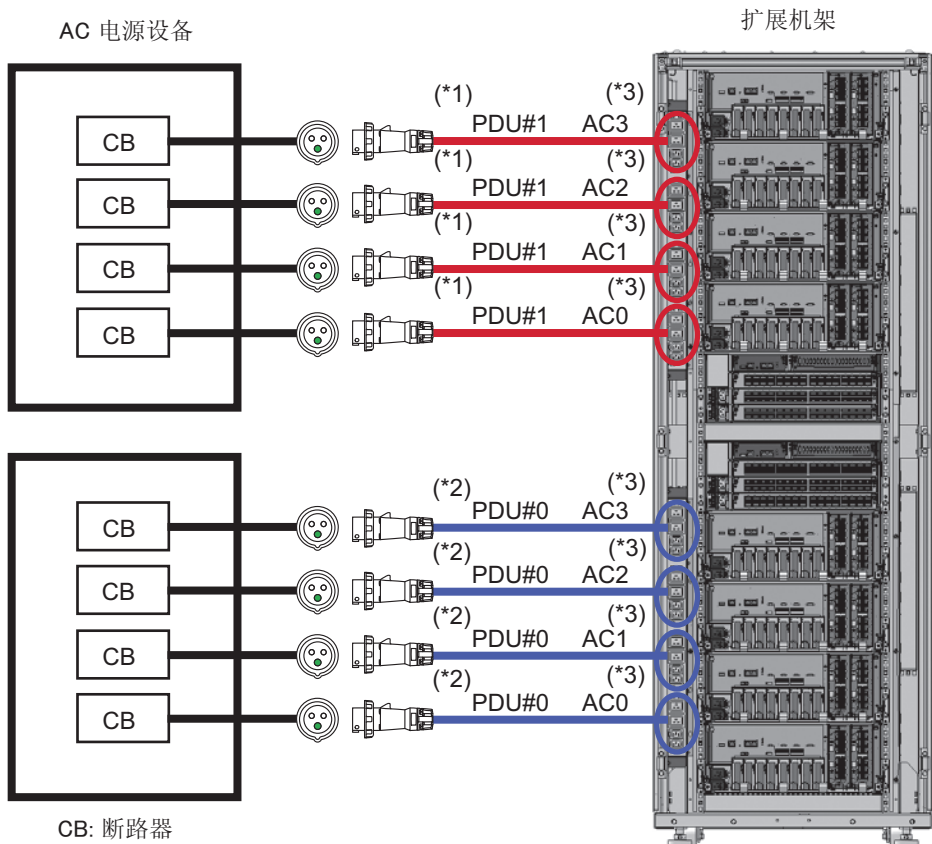 扩展机架
AC 电源设备
(*1) (*3)
CB PDU#1 AC3
(*1) (*3)
CB PDU#1 AC2
(*1) (*3)
CB PDU#1 AC1
(*1) (*3)
CB PDU#1 AC0
(*2) (*3)
CB PDU#0 AC3
(*2) (*3)
CB PDU#0 AC2
(*2) (*3)
CB PDU#0 AC1
(*2) (*3)
CB PDU#0 AC0
CB: 断路器